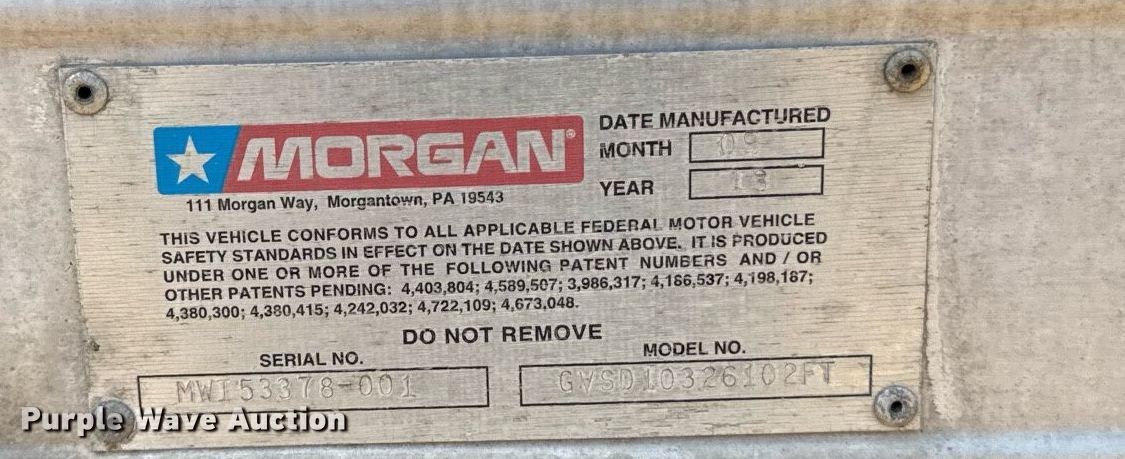 MORGAN®
111 Morgan Way, Morgantown, PA 19543
DATE MANUFACTURED
MONTH 09
YEAR 13
THIS VEHICLE CONFORMS TO ALL APPLICABLE FEDERAL MOTOR VEHICLE
SAFETY STANDARDS IN EFFECT ON THE DATE SHOWN ABOVE. IT IS PRODUCED
UNDER ONE OR MORE OF THE FOLLOWING PATENT NUMBERS AND / OR
OTHER PATENTS PENDING: 4,403,804; 4,589,507; 3,986,317; 4,186,537; 4,198,187;
4,380,300; 4,380,415; 4,242,032; 4,722,109; 4,673,048.
DO NOT REMOVE
SERIAL NO.
MWI53378-001
MODEL NO.
GVSD10326102FT
Purple Wave Auction